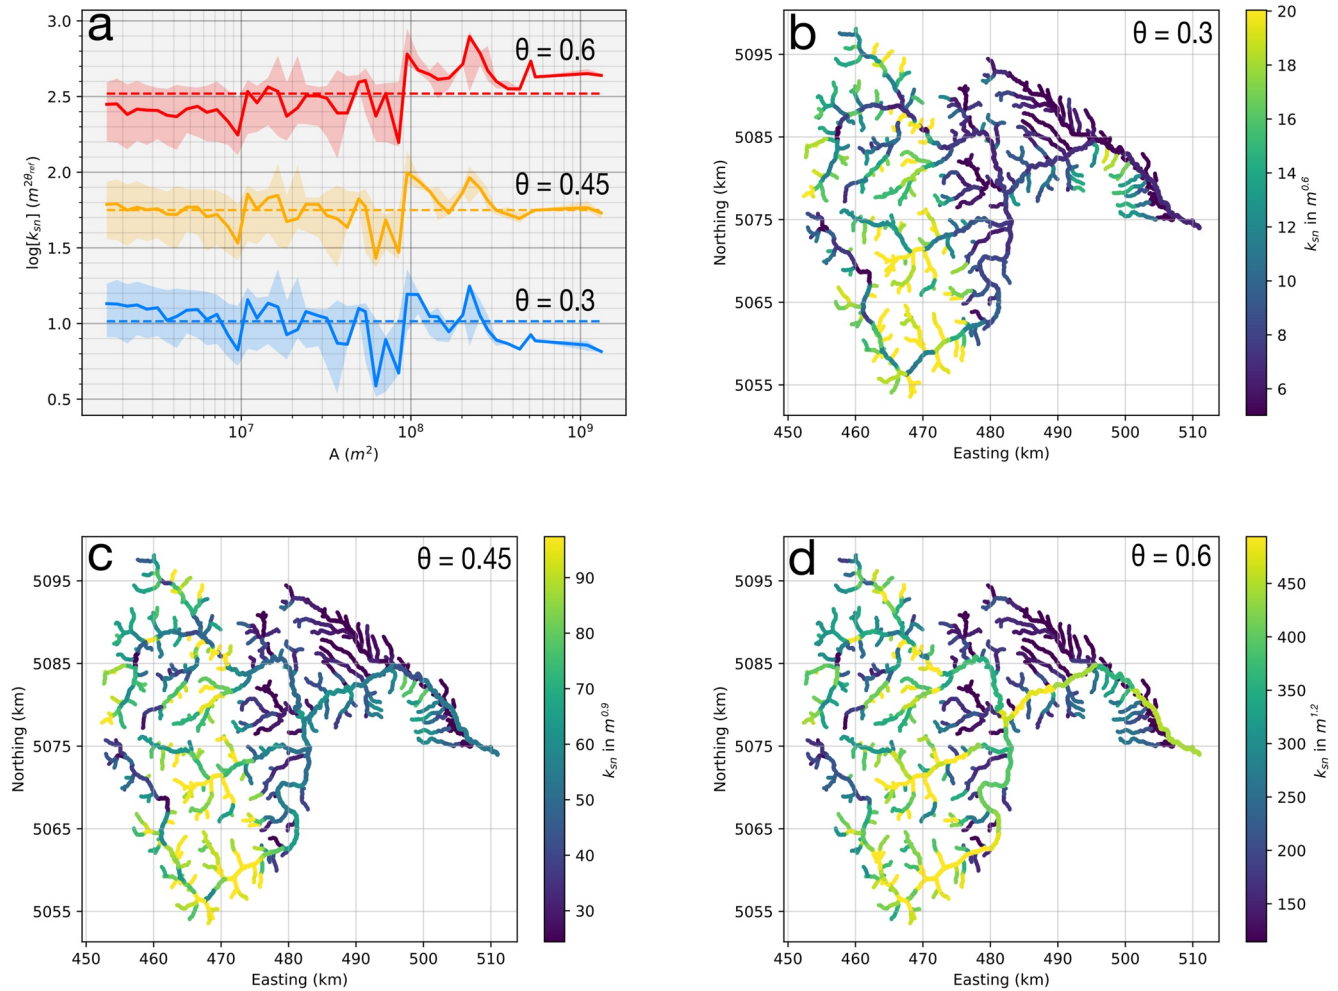 a
3.0
2.5
2.0
1.5
1.0
0.5
log[k_sn] (m^2θ_ref)
θ = 0.6
θ = 0.45
θ = 0.3
10^7
10^8
10^9
A (m^2)
b
θ = 0.3
5095
5085
5075
5065
5055
Northing (km)
450 460 470 480 490 500 510
Easting (km)
20
18
16
14
12
10
8
6
k_sn in m^0.6
c
θ = 0.45
5095
5085
5075
5065
5055
Northing (km)
450 460 470 480 490 500 510
Easting (km)
90
80
70
60
50
40
30
k_sn in m^0.9
d
θ = 0.6
5095
5085
5075
5065
5055
Northing (km)
450 460 470 480 490 500 510
Easting (km)
450
400
350
300
250
200
150
k_sn in m^1.2